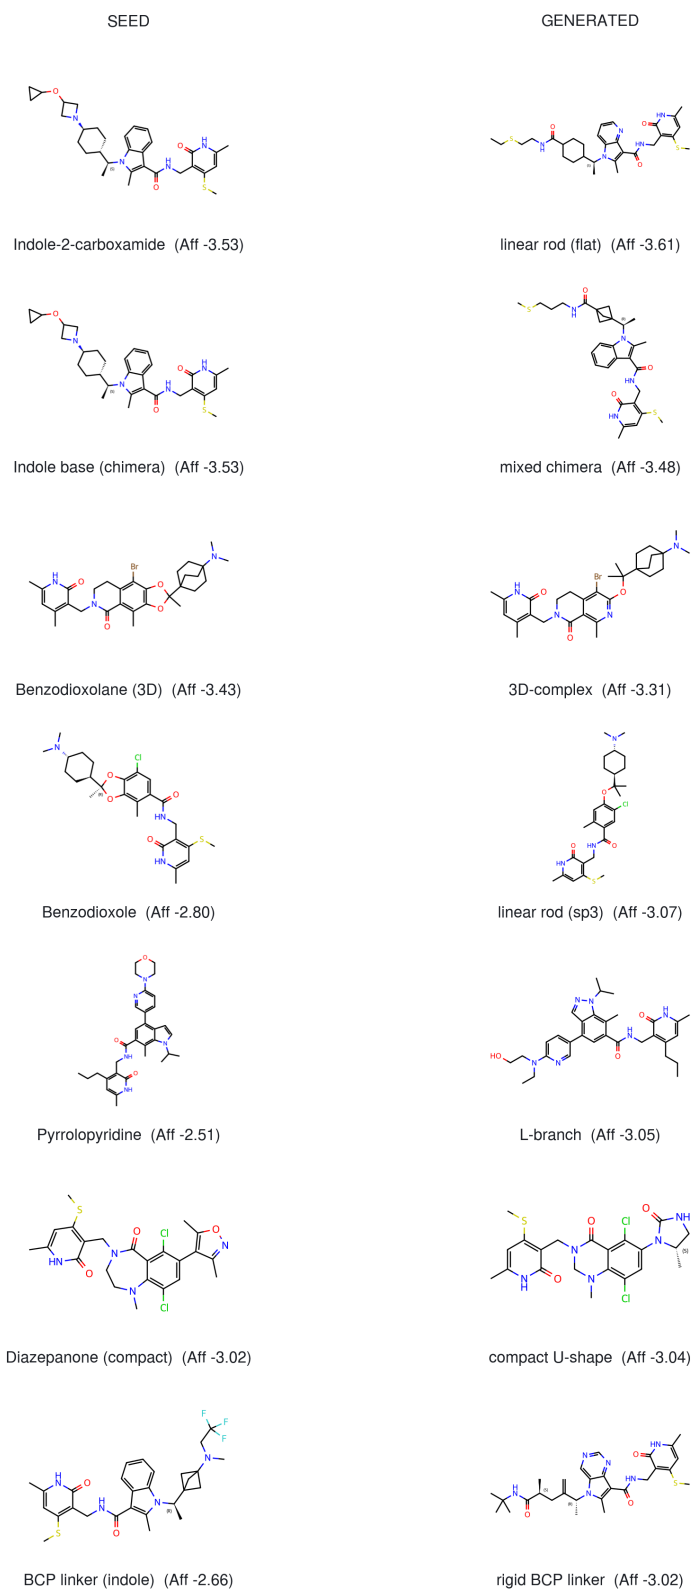 SEED GENERATED
Indole-2-carboxamide (Aff -3.53) linear rod (flat) (Aff -3.61)
Indole base (chimera) (Aff -3.53) mixed chimera (Aff -3.48)
Benzodioxolane (3D) (Aff -3.43) 3D-complex (Aff -3.31)
Benzodioxole (Aff -2.80) linear rod (sp3) (Aff -3.07)
Pyrrolopyridine (Aff -2.51) L-branch (Aff -3.05)
Diazepanone (compact) (Aff -3.02) compact U-shape (Aff -3.04)
BCP linker (indole) (Aff -2.66) rigid BCP linker (Aff -3.02)